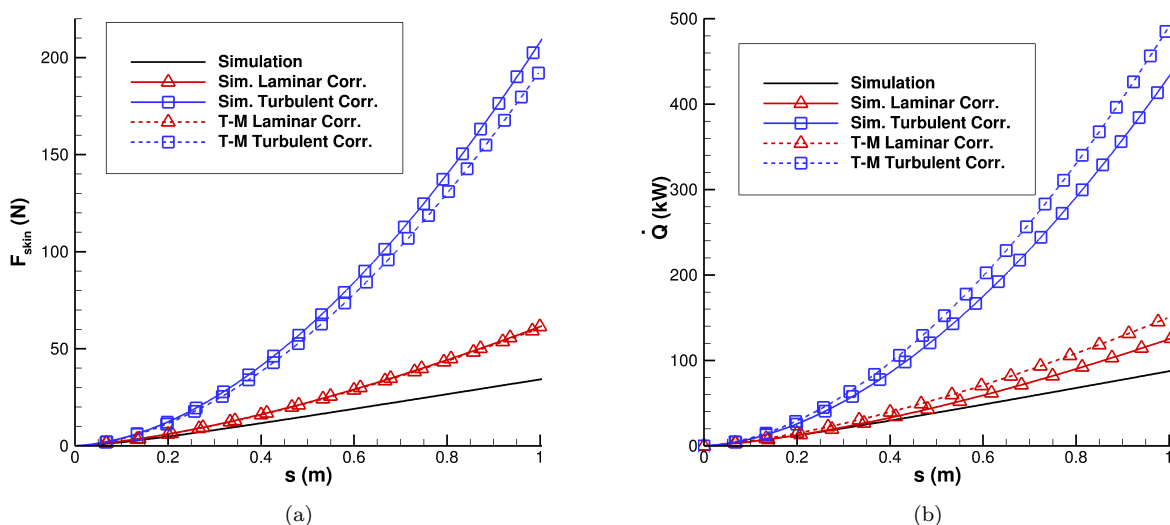 Simulation
Sim. Laminar Corr.
Sim. Turbulent Corr.
T-M Laminar Corr.
T-M Turbulent Corr.
F_skin (N)
200
150
100
50
0
0 0.2 0.4 0.6 0.8 1
s (m)
(a)
Simulation
Sim. Laminar Corr.
Sim. Turbulent Corr.
T-M Laminar Corr.
T-M Turbulent Corr.
Q̇ (kW)
500
400
300
200
100
0
0 0.2 0.4 0.6 0.8 1
s (m)
(b)